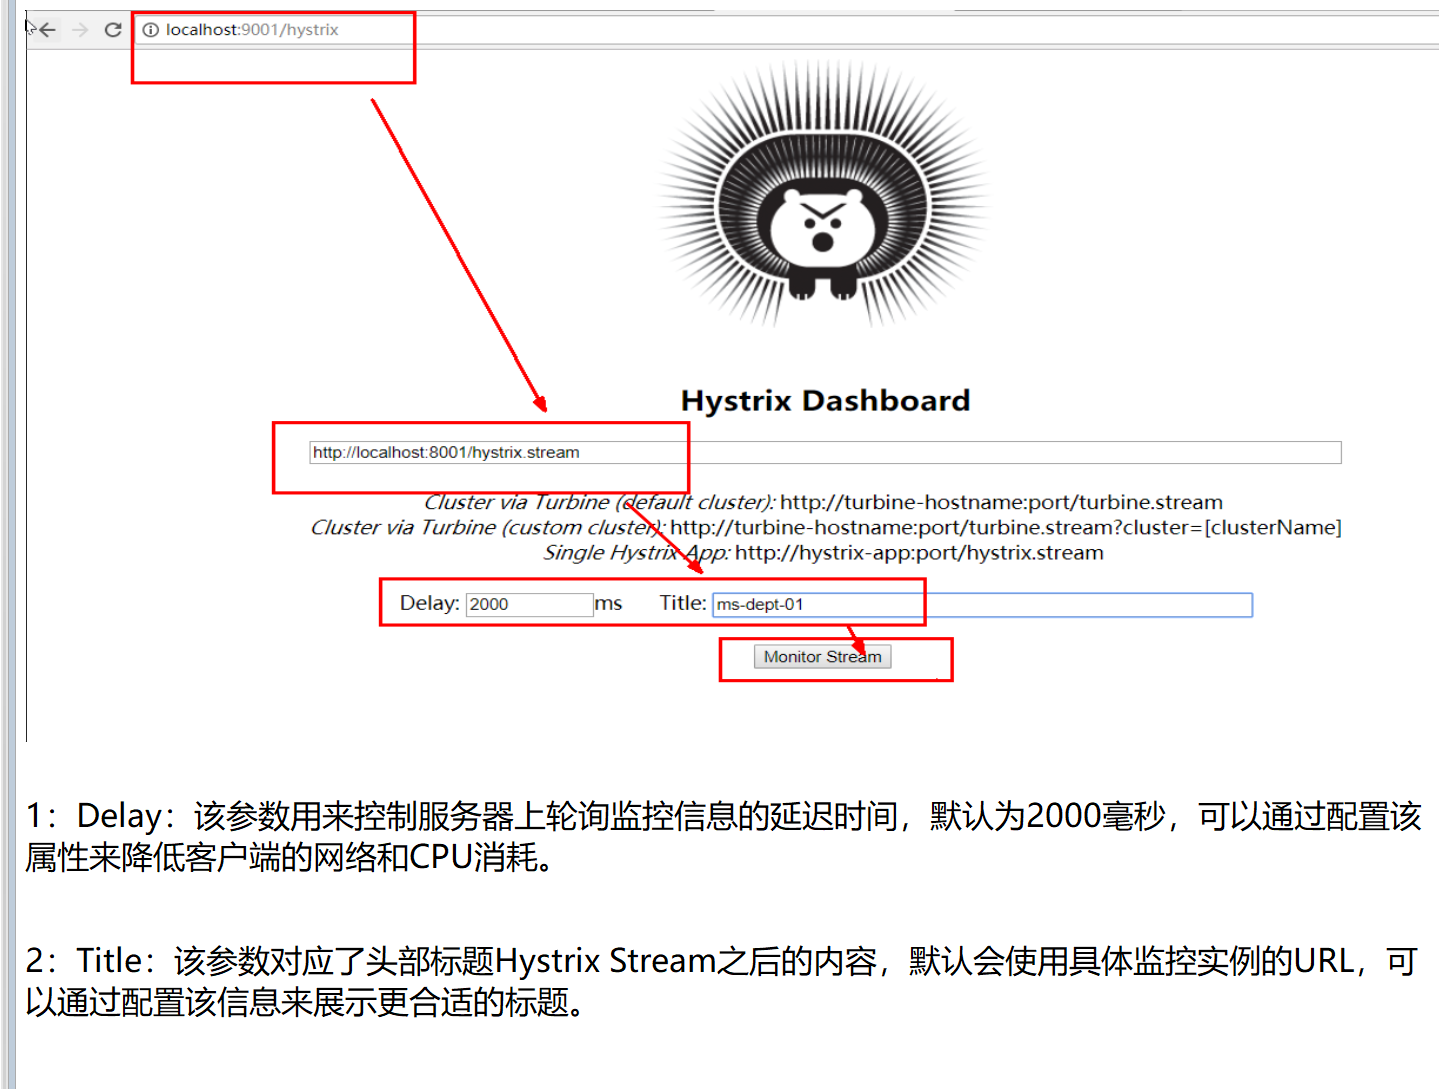 localhost:9001/hystrix
Hystrix Dashboard
http://localhost:8001/hystrix.stream
Cluster via Turbine (default cluster): http://turbine-hostname:port/turbine.stream
Cluster via Turbine (custom cluster): http://turbine-hostname:port/turbine.stream?cluster=[clusterName]
Single Hystrix App: http://hystrix-app:port/hystrix.stream
Delay: 2000 ms Title: ms-dept-01
Monitor Stream
1：Delay：该参数用来控制服务器上轮询监控信息的延迟时间，默认为2000毫秒，可以通过配置该
属性来降低客户端的网络和CPU消耗。
2：Title：该参数对应了头部标题Hystrix Stream之后的内容，默认会使用具体监控实例的URL，可
以通过配置该信息来展示更合适的标题。